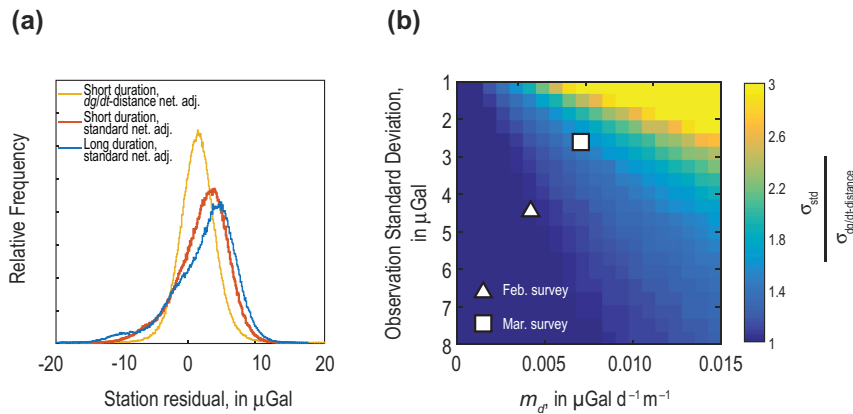 (a)
Short duration,
dg/dt-distance net. adj.
Short duration,
standard net. adj.
Long duration,
standard net. adj.
Relative Frequency
-20
-10
0
10
20
Station residual, in μGal
(b)
Observation Standard Deviation,
in μGal
1
2
3
4
5
6
7
8
Feb. survey
Mar. survey
0
0.005
0.010
0.015
m_d, in μGal d⁻¹ m⁻¹
3
2.6
2.2
1.8
1.4
1
σstd
σdg/dt-distance